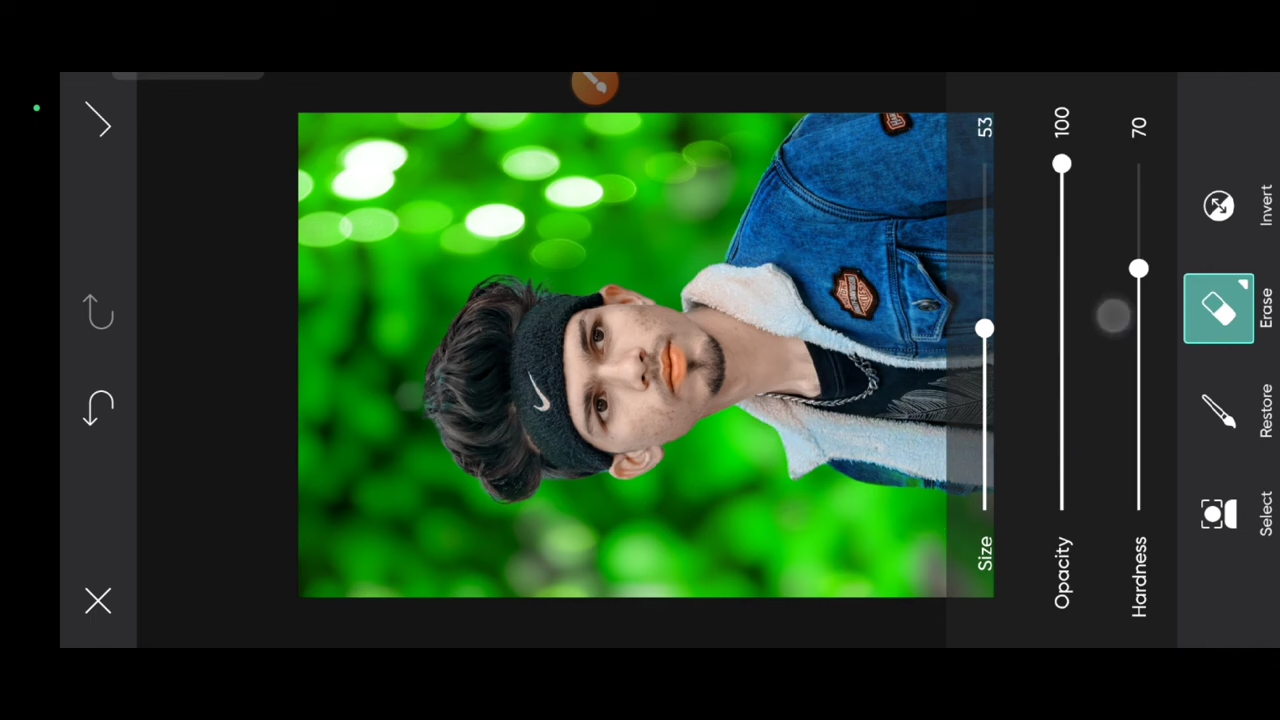 Size 53
Opacity 100
Hardness 70
Select
Restore
Erase
Invert